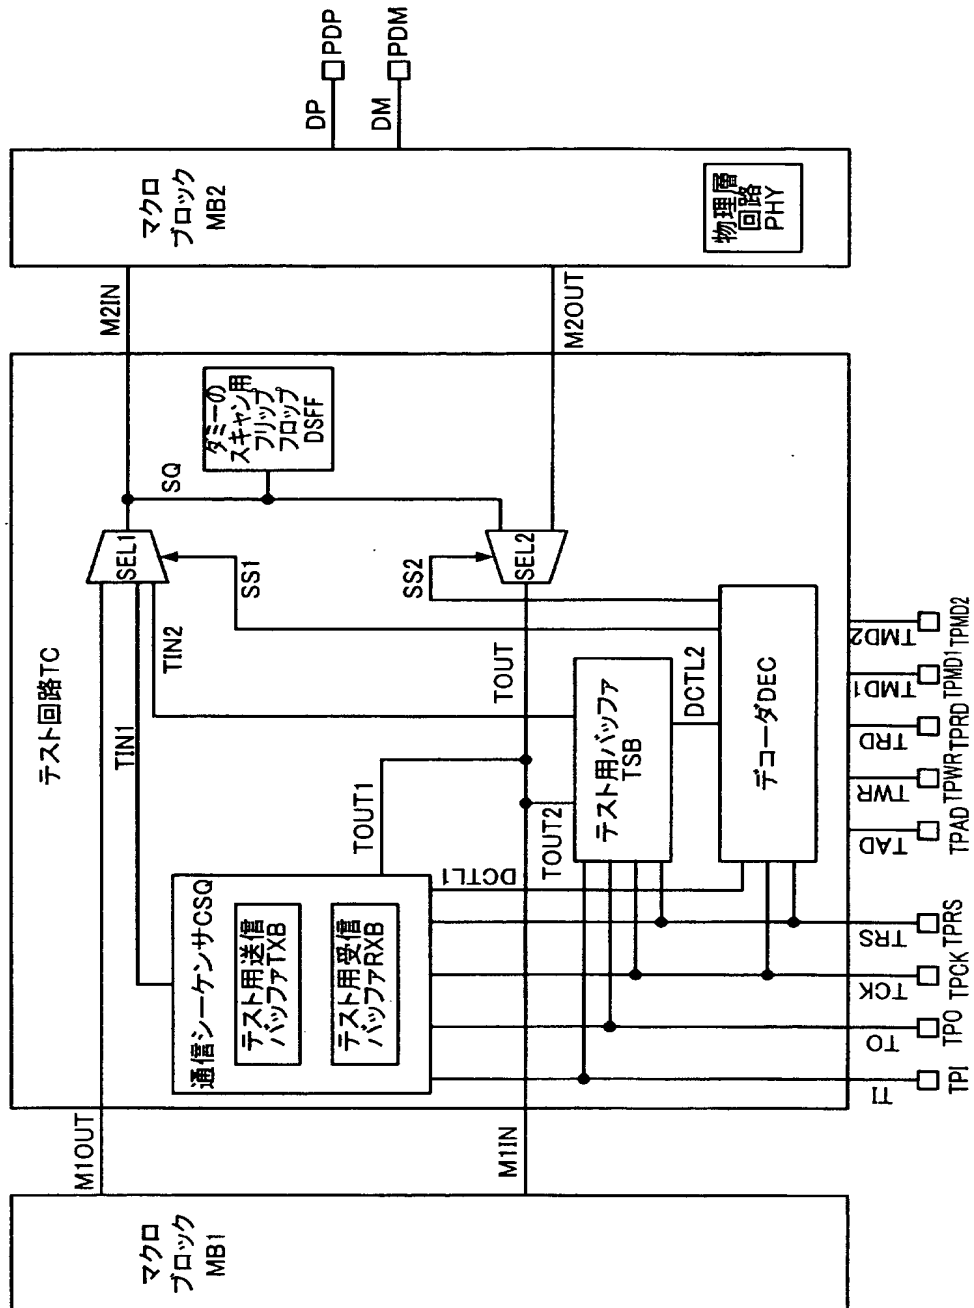 マクロ
ブロック
MB1
M1OUT
M1IN
テスト回路TC
TIN1
TIN2
SEL1
SS1
SQ
ダミーの
スキャン用
フリップ
フロップ
DSFF
通信シーケンサCSQ
テスト用送信
バッファTXB
テスト用受信
バッファRXB
TOUT1
TOUT
TOUT2
SEL2
SS2
DCTL1
テスト用バッファ
TSB
DCTL2
デコーダDEC
TI
TO
TCK
TRS
TAD
TWR
TRD
TMD1
TMD2
TPI
TPO
TPCK
TPRS
TPAD
TPWR
TPRD
TPMD1
TPMD2
M2IN
M2OUT
マクロ
ブロック
MB2
物理層
回路
PHY
DP
PDP
DM
PDM